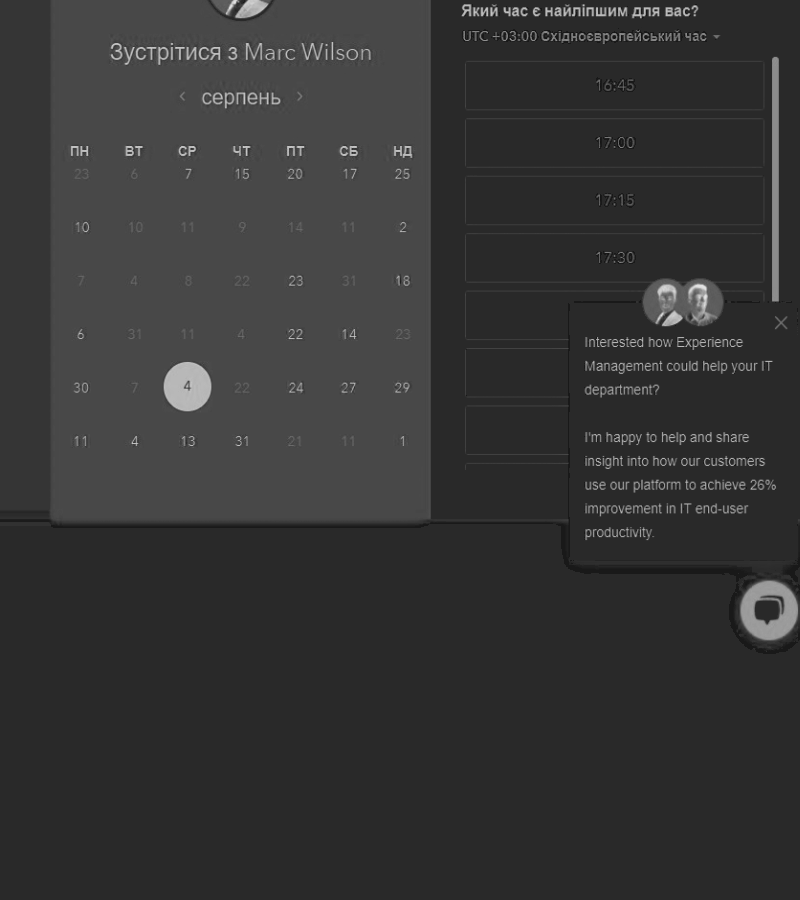 Зустрітися з Marc Wilson
серпень
ПН ВТ СР ЧТ ПТ СБ НД
23 6 7 15 20 17 25
10 10 11 9 14 11 2
7 4 8 22 23 31 18
6 31 11 4 22 14 23
30 7 4 22 24 27 29
11 4 13 31 21 11 1
Який час є найліпшим для вас?
UTC +03:00 Східноєвропейський час
16:45
17:00
17:15
17:30
Interested how Experience
Management could help your IT
department?
I'm happy to help and share
insight into how our customers
use our platform to achieve 26%
improvement in IT end-user
productivity.